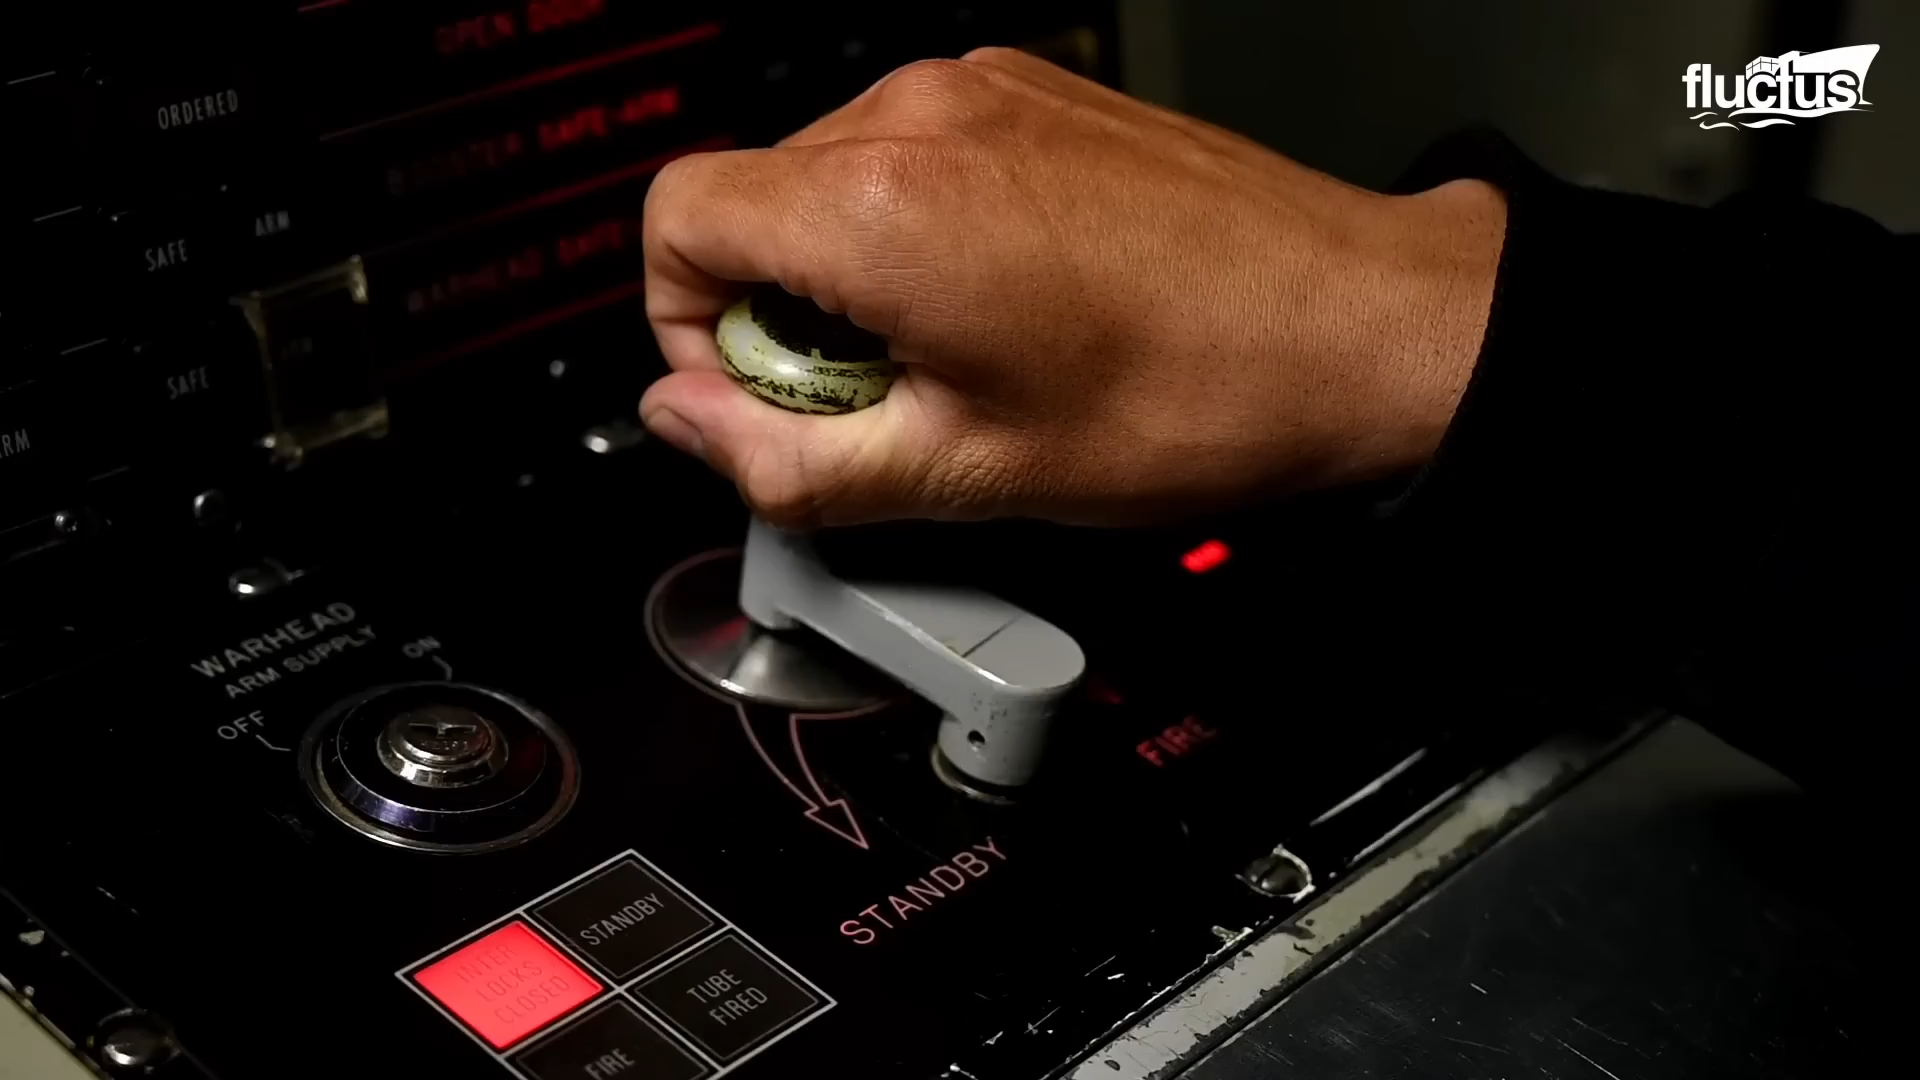 OPEN DOOR
ORDERED
BOOSTER SAFE-ARM
SAFE
ARM
WARHEAD SAFE-
SAFE
ARM
WARHEAD
ARM SUPPLY
ON
OFF
FIRE
STANDBY
STANDBY
INTER
LOCKS
CLOSED
TUBE
FIRED
FIRE
fluctus